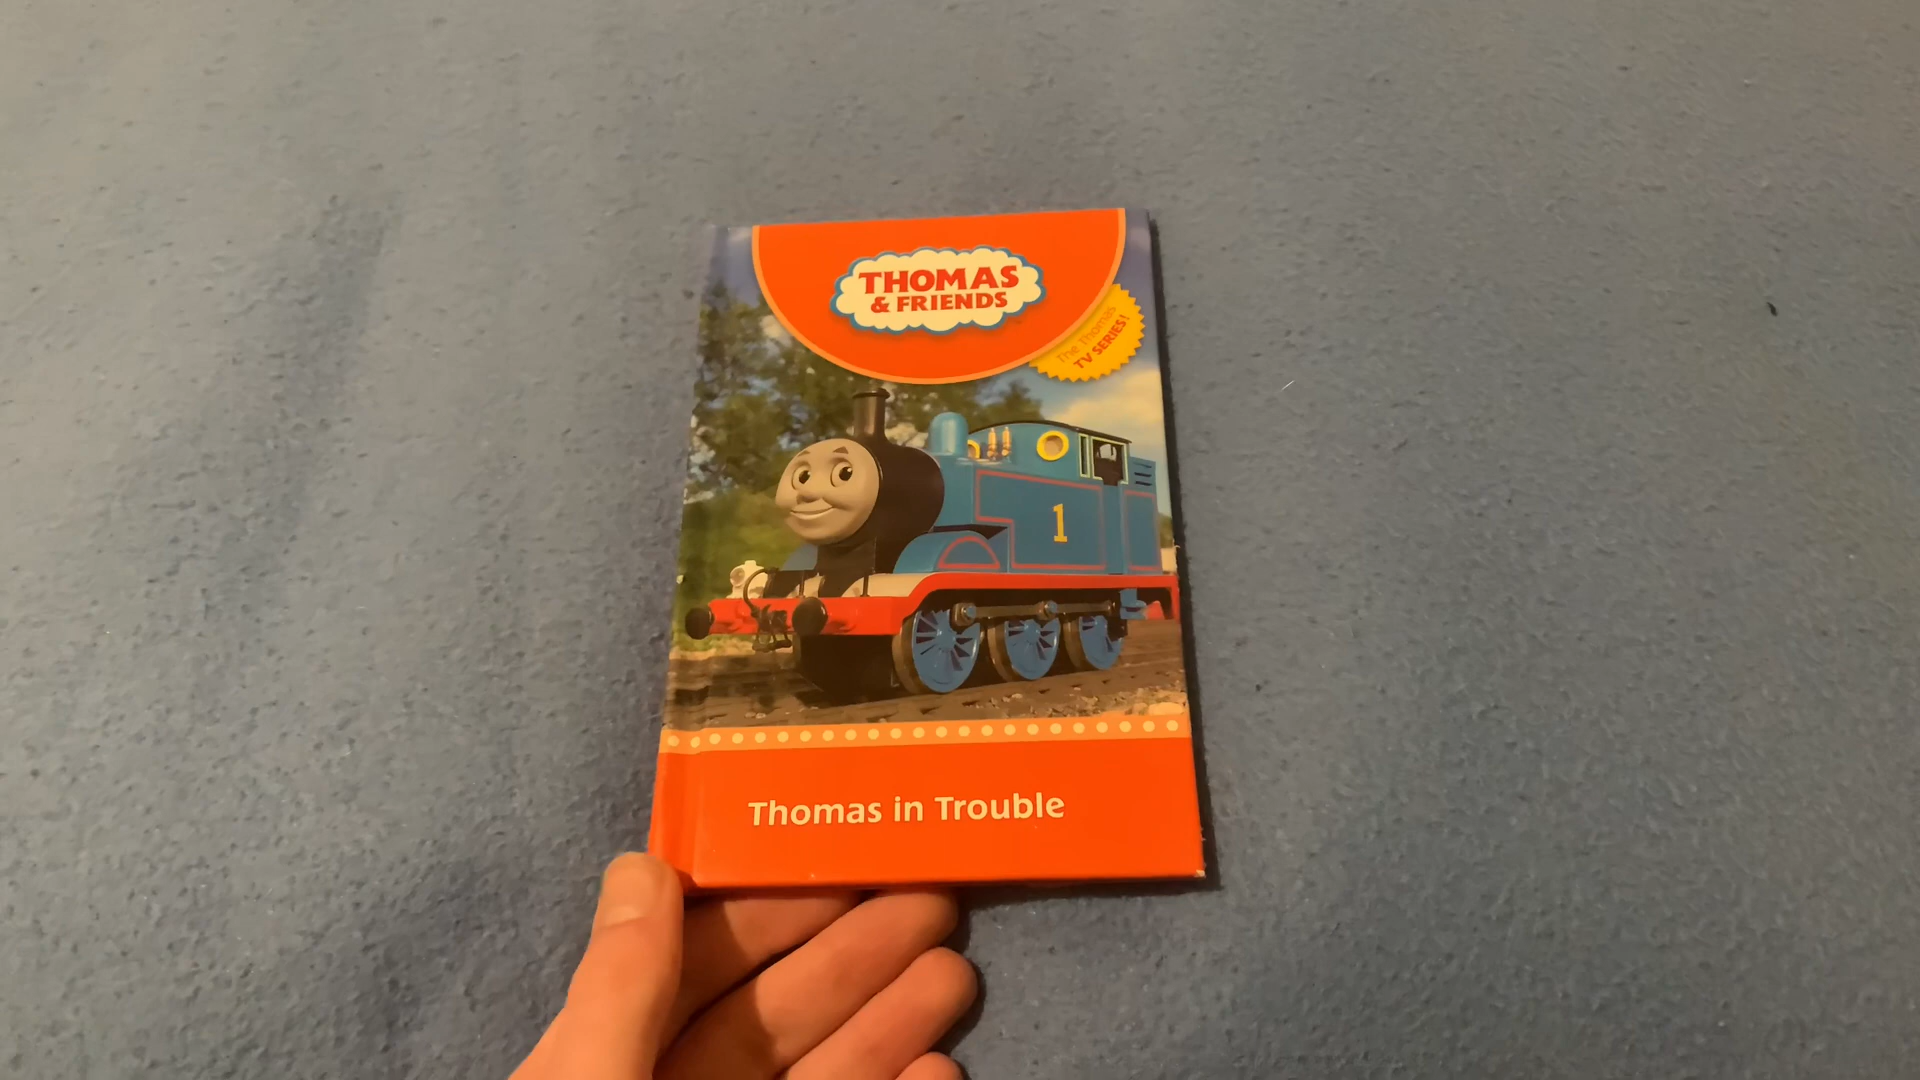 THOMAS
& FRIENDS
The Thomas
TV SERIES!
1
Thomas in Trouble